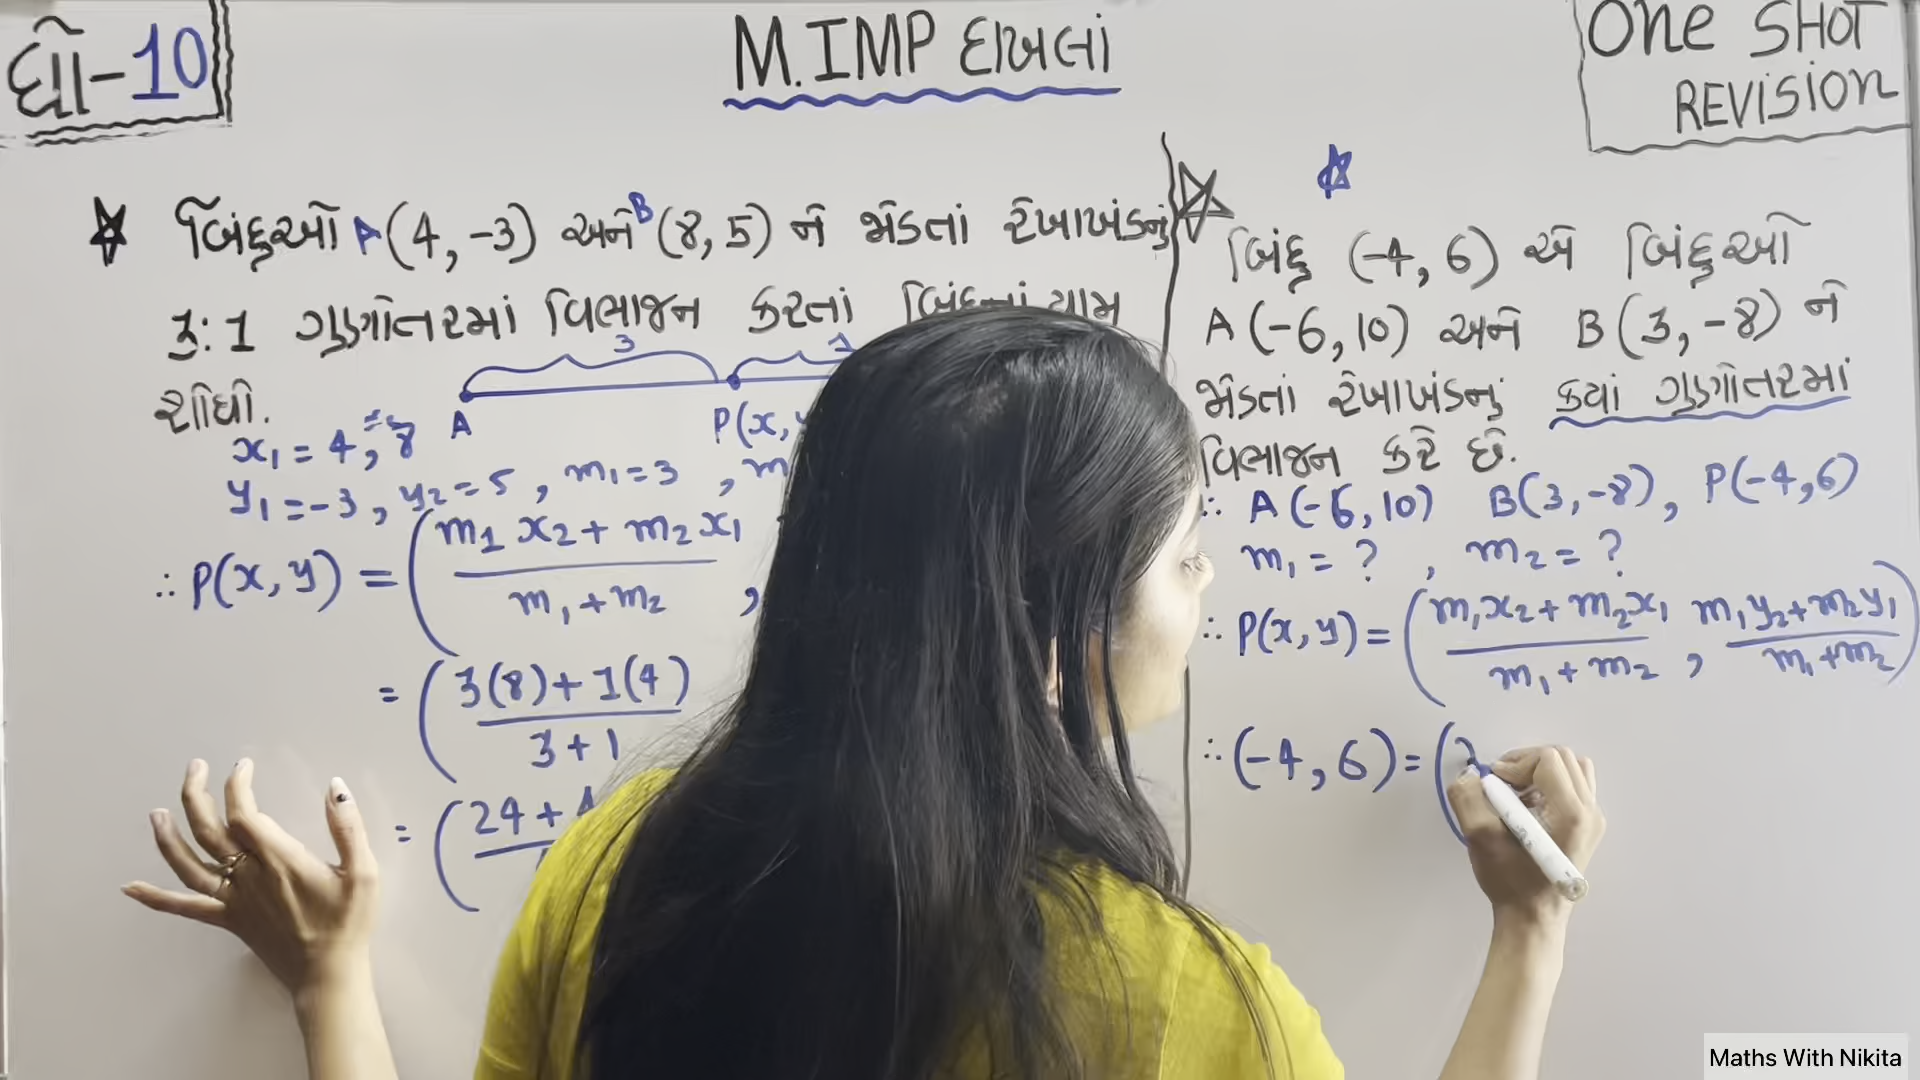 ધો-10
M.IMP દાખલાં
One SHOT
REVISION
બિંદુઓ A(4, -3) અને B(8, 5) ને જોડતાં રેખાખંડનું
3:1 ગુણોતરમાં વિભાજન કરતાં બિંદુનાં યામ
શોધો.
3 1
A P(x, y
x₁ = 4, 8
y₁ = -3, y₂ = 5, m₁ = 3, m
∴ P(x, y) = (m₁x₂ + m₂x₁ / m₁ + m₂ ,
= (3(8) + 1(4) / 3 + 1
= (24 + 4
બિંદુ (-4, 6) એ બિંદુઓ
A(-6, 10) અને B(3, -8) ને
જોડતાં રેખાખંડનું કયાં ગુણોતરમાં
વિભાજન કરે છે.
∴ A(-6, 10) B(3, -8), P(-4, 6)
m₁ = ? , m₂ = ?
∴ P(x, y) = (m₁x₂ + m₂x₁ / m₁ + m₂ , m₁y₂ + m₂y₁ / m₁ + m₂)
∴ (-4, 6) = (
Maths With Nikita